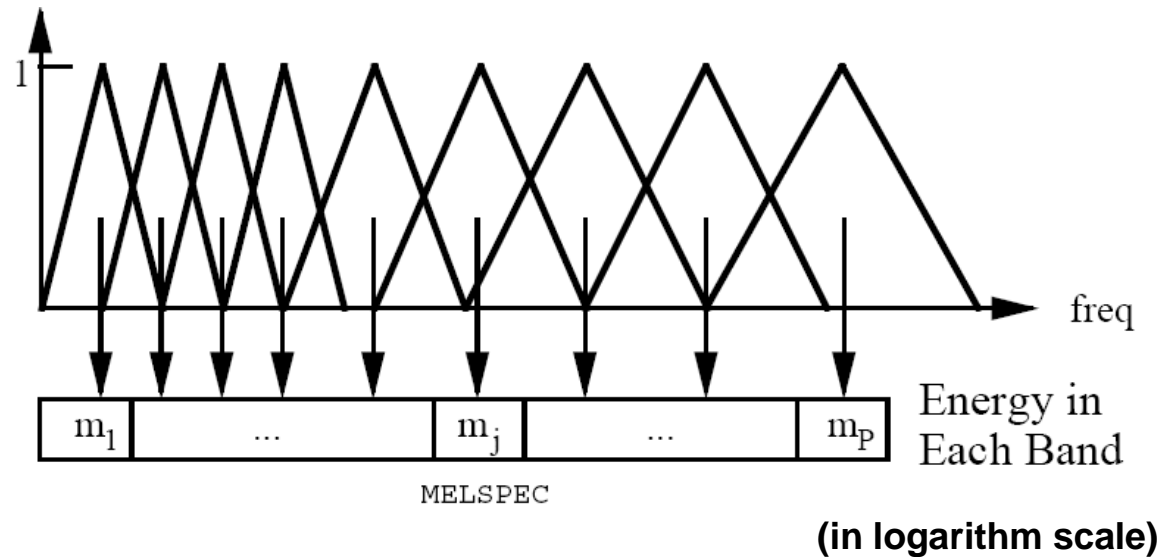 1
freq
m1 ... mj ... mP
Energy in
Each Band
MELSPEC
(in logarithm scale)